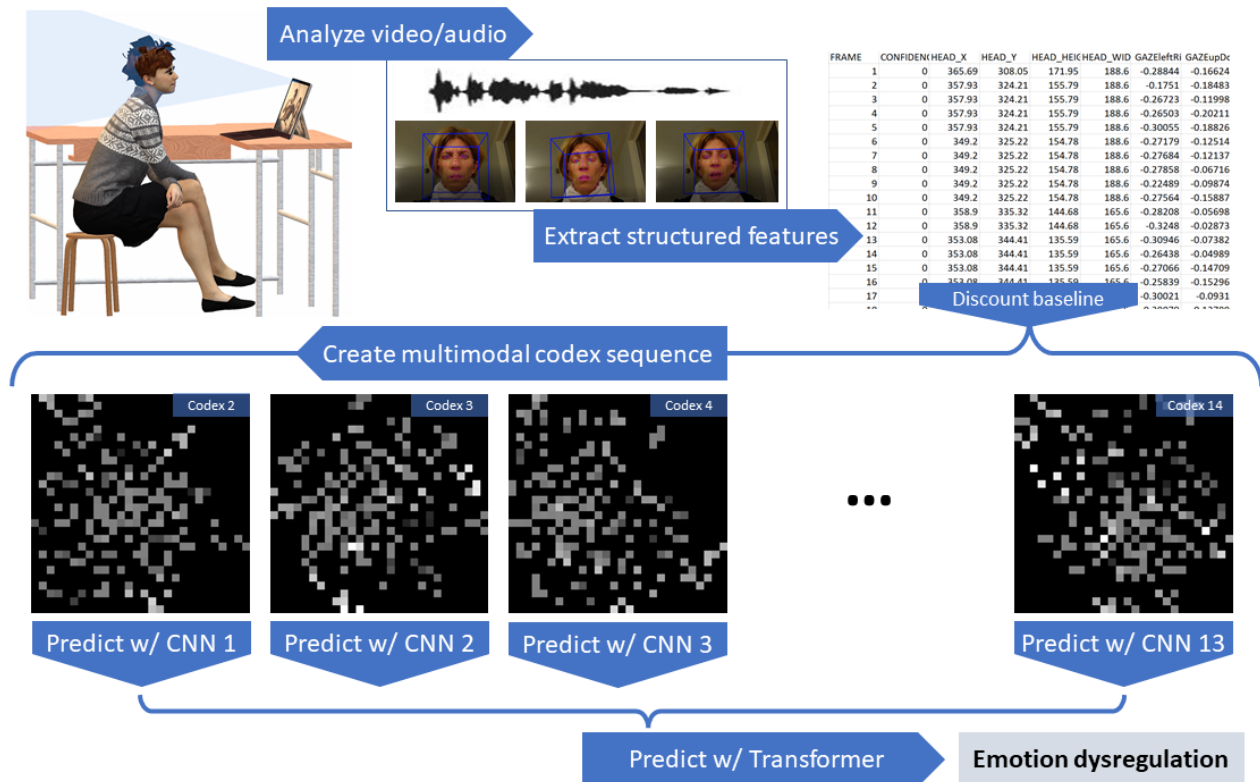 Analyze video/audio
FRAME CONFIDEN( HEAD_X HEAD_Y HEAD_HEIG HEAD_WID GAZEleftRi GAZEupDo
1 0 365.69 308.05 171.95 188.6 -0.28844 -0.16624
2 0 357.93 324.21 155.79 188.6 -0.1751 -0.18483
3 0 357.93 324.21 155.79 188.6 -0.26723 -0.11998
4 0 357.93 324.21 155.79 188.6 -0.26503 -0.20211
5 0 357.93 324.21 155.79 188.6 -0.30055 -0.18826
6 0 349.2 325.22 154.78 188.6 -0.27179 -0.12514
7 0 349.2 325.22 154.78 188.6 -0.27684 -0.12137
8 0 349.2 325.22 154.78 188.6 -0.27858 -0.06716
9 0 349.2 325.22 154.78 188.6 -0.22489 -0.09874
10 0 349.2 325.22 154.78 188.6 -0.27564 -0.15887
11 0 358.9 335.32 144.68 165.6 -0.28208 -0.05698
12 0 358.9 335.32 144.68 165.6 -0.3248 -0.02873
13 0 353.08 344.41 135.59 165.6 -0.30946 -0.07382
14 0 353.08 344.41 135.59 165.6 -0.26438 -0.04989
15 0 353.08 344.41 135.59 165.6 -0.27066 -0.14709
16 0 353.08 344.41 135.59 165.6 -0.25839 -0.15296
17 -0.30021 -0.0931
Extract structured features
Discount baseline
Create multimodal codex sequence
Codex 2
Codex 3
Codex 4
...
Codex 14
Predict w/ CNN 1
Predict w/ CNN 2
Predict w/ CNN 3
Predict w/ CNN 13
Predict w/ Transformer
Emotion dysregulation